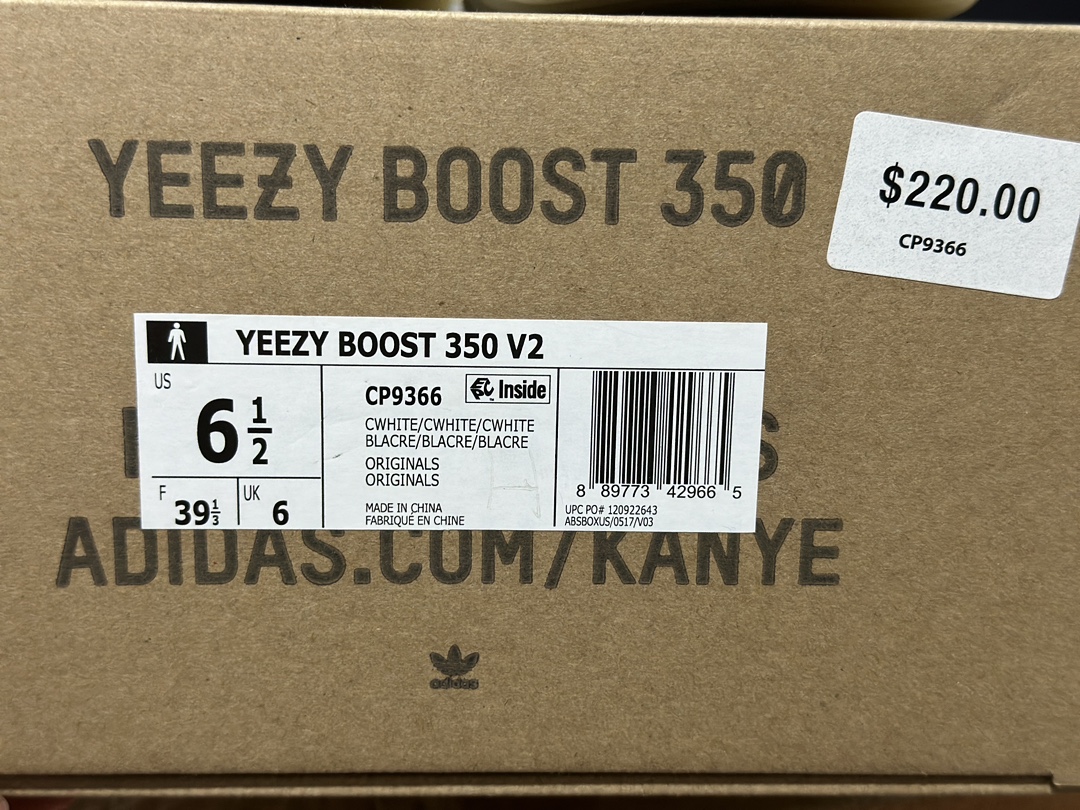 YEEZY BOOST 350
$220.00
CP9366
YEEZY BOOST 350 V2
US
6 1/2
F
39 1/3
UK
6
CP9366
Inside
CWHITE/CWHITE/CWHITE
BLACRE/BLACRE/BLACRE
ORIGINALS
ORIGINALS
MADE IN CHINA
FABRIQUÉ EN CHINE
8 89773 42966 5
UPC PO# 120922643
ABSBOXUS/0517/V03
ADIDAS.COM/KANYE
adidas